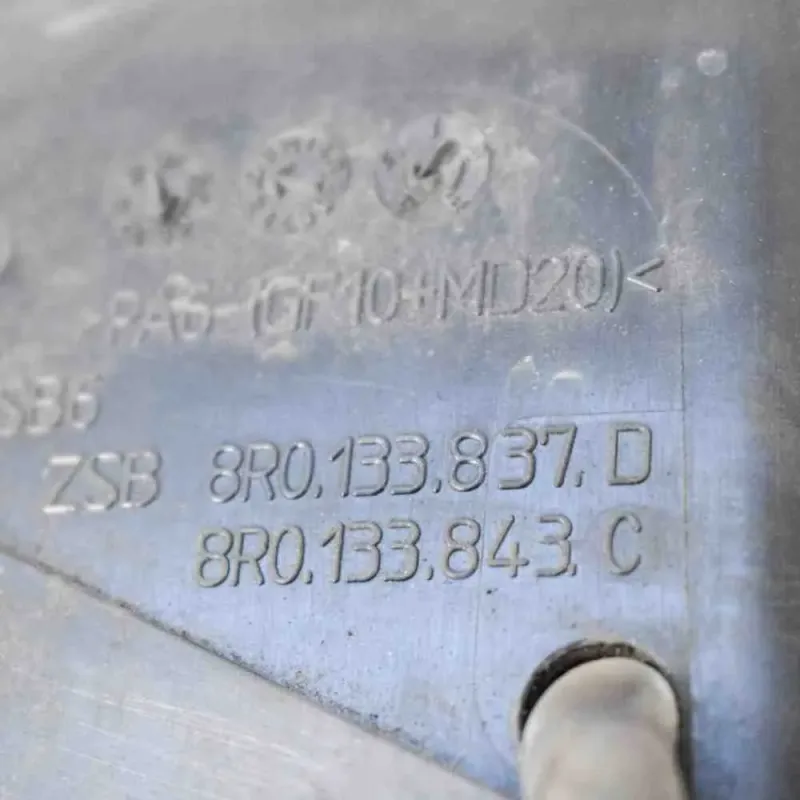 >PA6-(GF10+MD20)<
SB6
ZSB 8R0.133.837.D
8R0.133.843.C